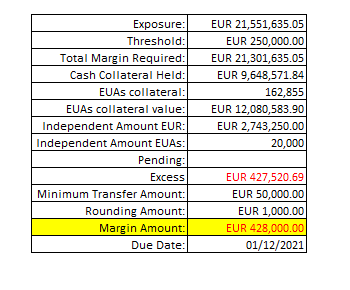 Exposure: EUR 21,551,635.05
Threshold: EUR 250,000.00
Total Margin Required: EUR 21,301,635.05
Cash Collateral Held: EUR 9,648,571.84
EUAs collateral: 162,855
EUAs collateral value: EUR 12,080,583.90
Independent Amount EUR: EUR 2,743,250.00
Independent Amount EUAs: 20,000
Pending:
Excess EUR 427,520.69
Minimum Transfer Amount: EUR 50,000.00
Rounding Amount: EUR 1,000.00
Margin Amount: EUR 428,000.00
Due Date: 01/12/2021